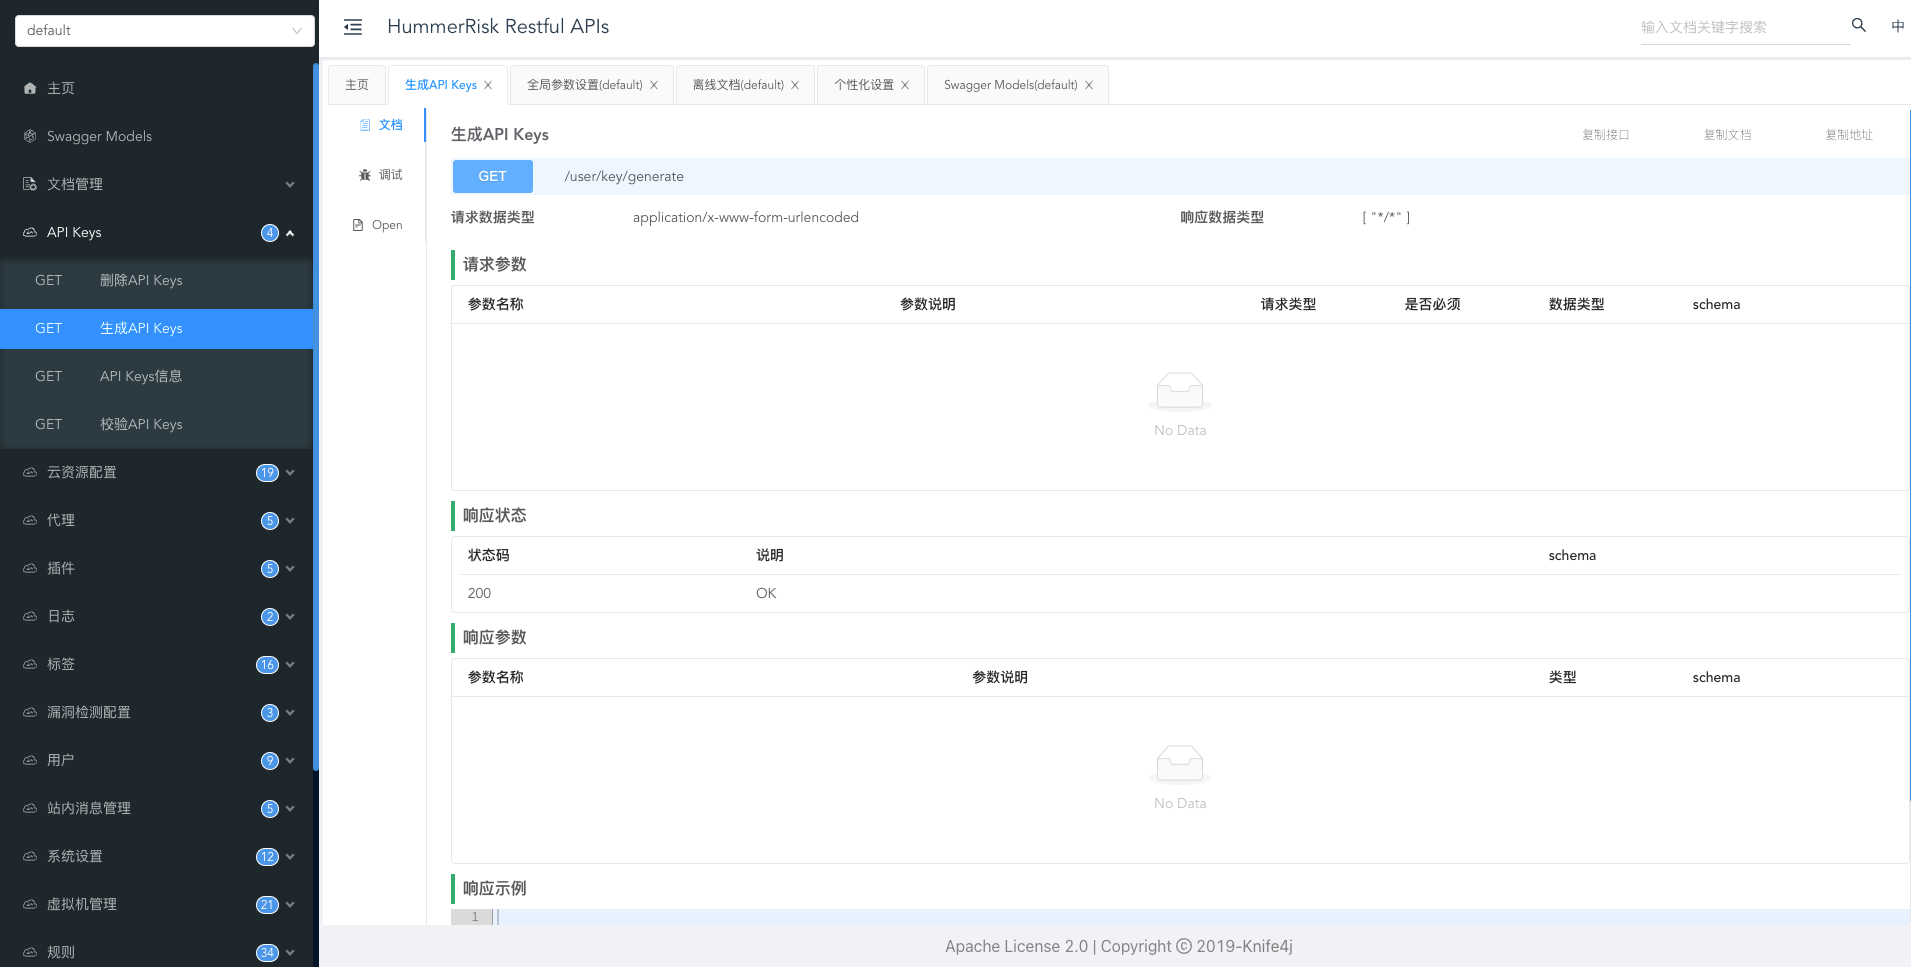 default
HummerRisk Restful APIs
输入文档关键字搜索
中
主页
Swagger Models
文档管理
API Keys
4
GET 删除API Keys
GET 生成API Keys
GET API Keys信息
GET 校验API Keys
云资源配置 19
代理 5
插件 5
日志 2
标签 16
漏洞检测配置 3
用户 9
站内消息管理 5
系统设置 12
虚拟机管理 21
规则 34
主页
生成API Keys
全局参数设置(default)
离线文档(default)
个性化设置
Swagger Models(default)
文档
调试
Open
生成API Keys
复制接口
复制文档
复制地址
GET /user/key/generate
请求数据类型 application/x-www-form-urlencoded 响应数据类型 [ "*/*" ]
请求参数
参数名称 参数说明 请求类型 是否必须 数据类型 schema
No Data
响应状态
状态码 说明 schema
200 OK
响应参数
参数名称 参数说明 类型 schema
No Data
响应示例
1
Apache License 2.0 | Copyright © 2019-Knife4j